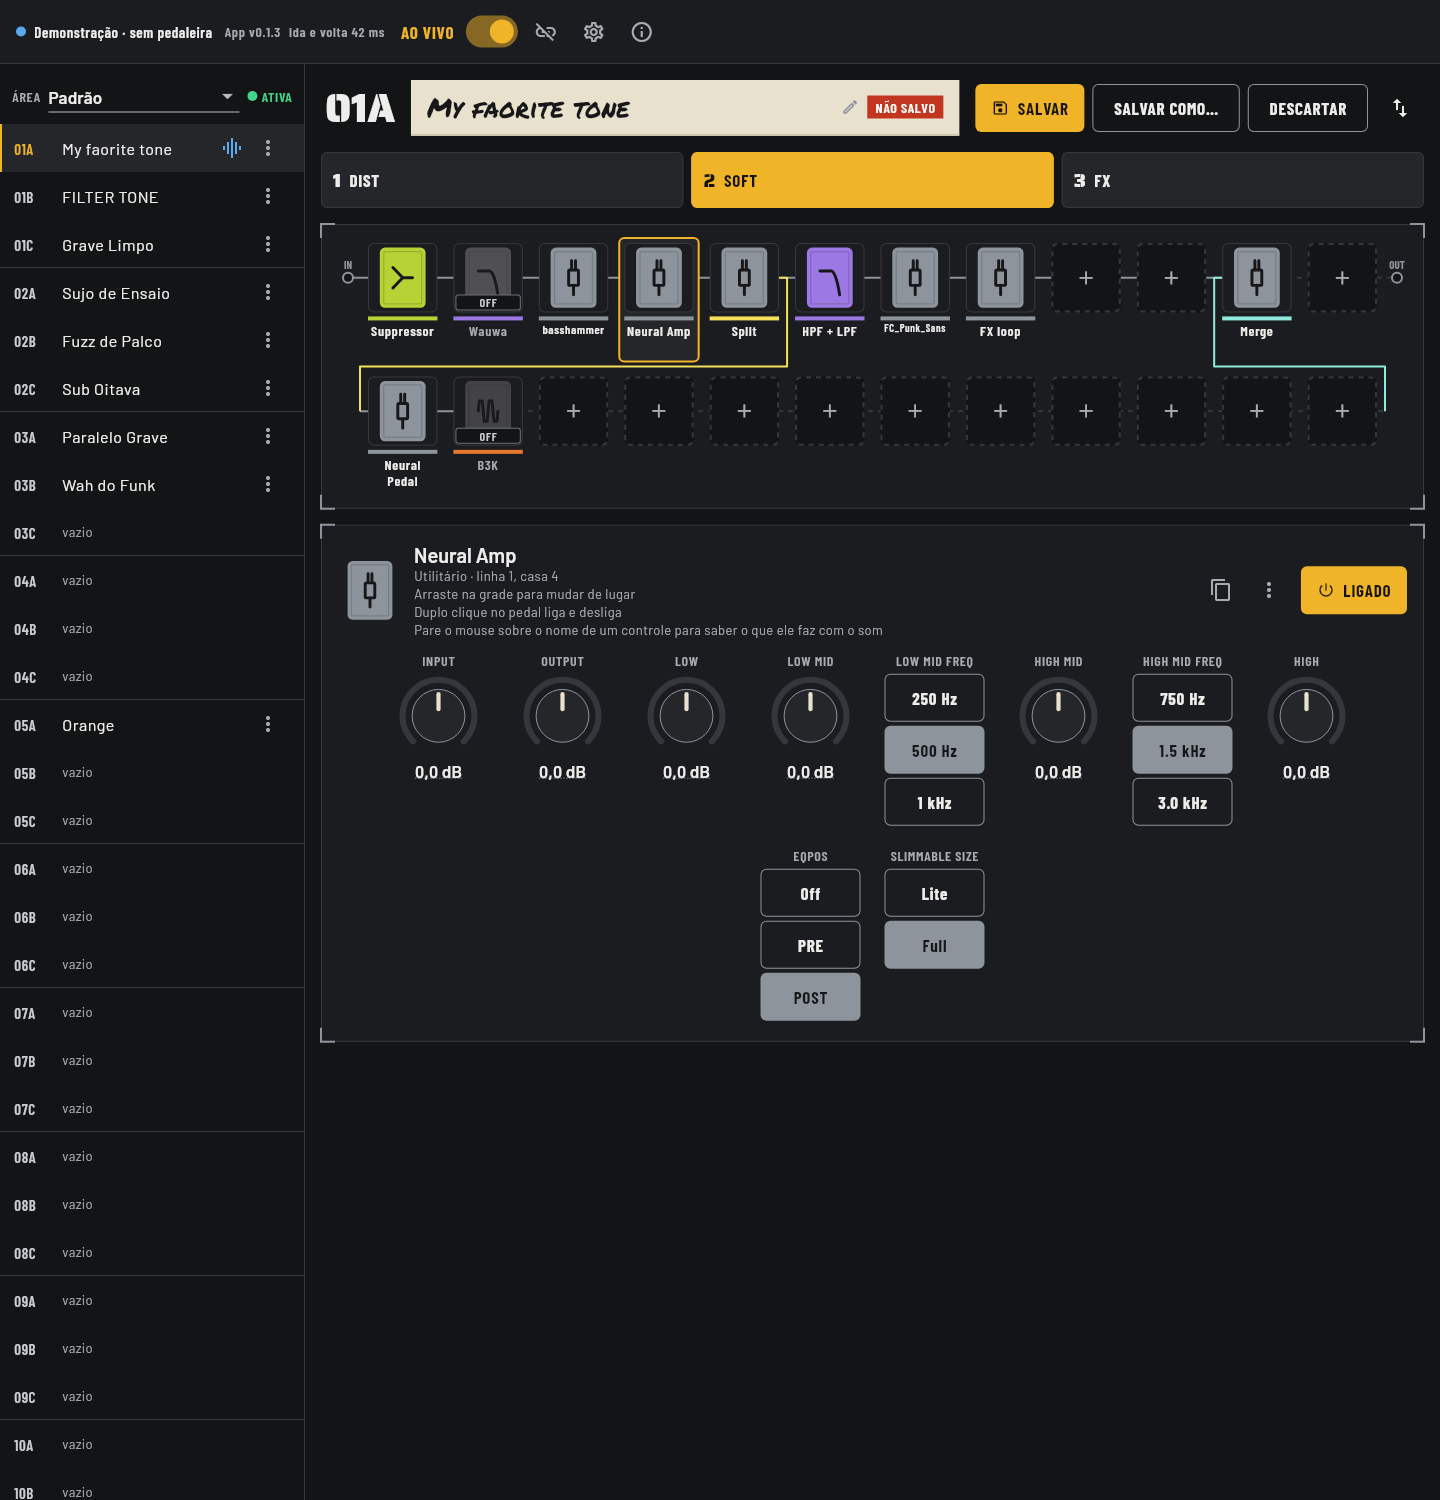 Demonstração · sem pedaleira App v0.1.3 Ida e volta 42 ms AO VIVO
ÁREA Padrão ATIVA
01A My faorite tone
01B FILTER TONE
01C Grave Limpo
02A Sujo de Ensaio
02B Fuzz de Palco
02C Sub Oitava
03A Paralelo Grave
03B Wah do Funk
03C vazio
04A vazio
04B vazio
04C vazio
05A Orange
05B vazio
05C vazio
06A vazio
06B vazio
06C vazio
07A vazio
07B vazio
07C vazio
08A vazio
08B vazio
08C vazio
09A vazio
09B vazio
09C vazio
10A vazio
10B vazio
01A My faorite tone NÃO SALVO SALVAR SALVAR COMO... DESCARTAR
1 DIST 2 SOFT 3 FX
IN OUT
OFF
Suppressor Wauwa basshammer Neural Amp Split HPF + LPF FC_Punk_Sans FX loop Merge
OFF
Neural B3K
Pedal
Neural Amp
Utilitário · linha 1, casa 4
Arraste na grade para mudar de lugar
Duplo clique no pedal liga e desliga
Pare o mouse sobre o nome de um controle para saber o que ele faz com o som
LIGADO
INPUT OUTPUT LOW LOW MID LOW MID FREQ HIGH MID HIGH MID FREQ HIGH
250 Hz 750 Hz
500 Hz 1.5 kHz
0,0 dB 0,0 dB 0,0 dB 0,0 dB 0,0 dB 0,0 dB
1 kHz 3.0 kHz
EQPOS SLIMMABLE SIZE
Off Lite
PRE Full
POST